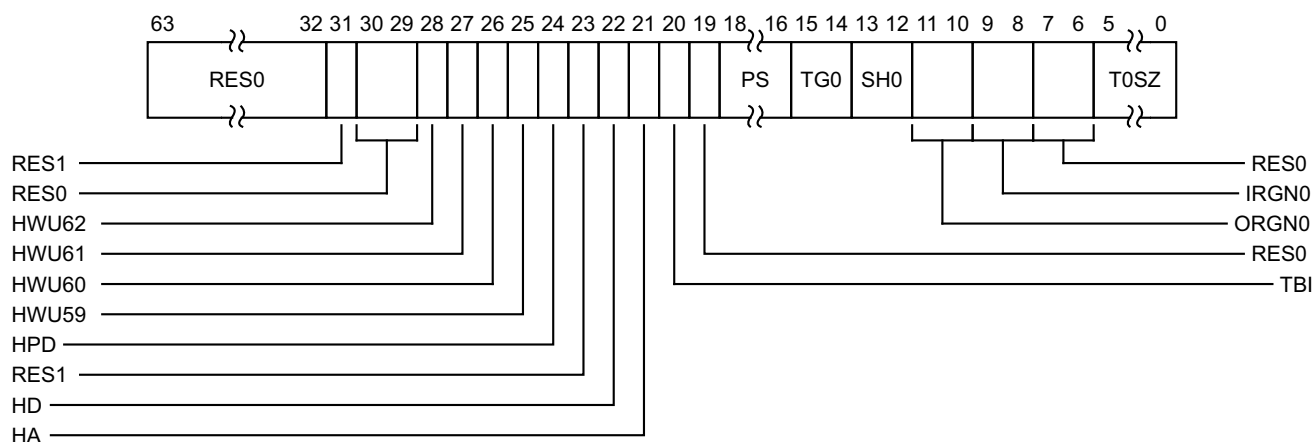 63 32 31 30 29 28 27 26 25 24 23 22 21 20 19 18 16 15 14 13 12 11 10 9 8 7 6 5 0
RES0 PS TG0 SH0 T0SZ
RES1 RES0
RES0 IRGN0
HWU62 ORGN0
HWU61 RES0
HWU60 TBI
HWU59
HPD
RES1
HD
HA